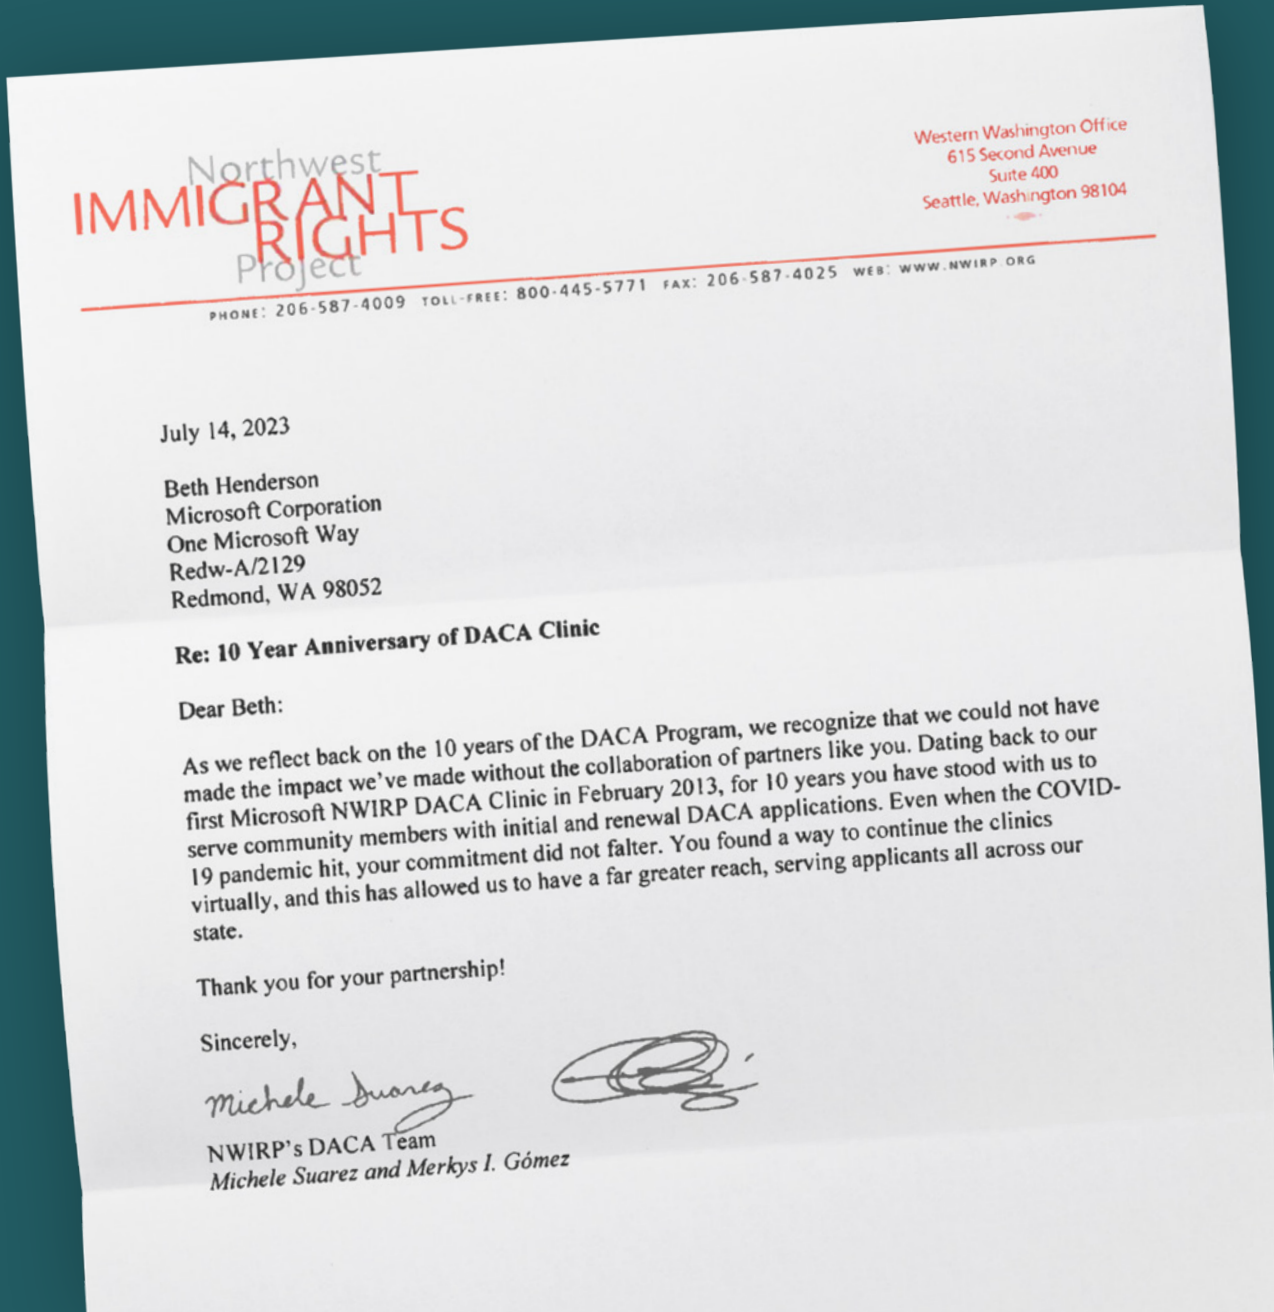 Northwest
IMMIGRANT
RIGHTS
Project
Western Washington Office
615 Second Avenue
Suite 400
Seattle, Washington 98104
PHONE: 206-587-4009 TOLL-FREE: 800-445-5771 FAX: 206-587-4025 WEB: WWW.NWIRP.ORG
July 14, 2023
Beth Henderson
Microsoft Corporation
One Microsoft Way
Redw-A/2129
Redmond, WA 98052
Re: 10 Year Anniversary of DACA Clinic
Dear Beth:
As we reflect back on the 10 years of the DACA Program, we recognize that we could not have
made the impact we've made without the collaboration of partners like you. Dating back to our
first Microsoft NWIRP DACA Clinic in February 2013, for 10 years you have stood with us to
serve community members with initial and renewal DACA applications. Even when the COVID-
19 pandemic hit, your commitment did not falter. You found a way to continue the clinics
virtually, and this has allowed us to have a far greater reach, serving applicants all across our
state.
Thank you for your partnership!
Sincerely,
Michele Suarez
NWIRP's DACA Team
Michele Suarez and Merkys I. Gómez